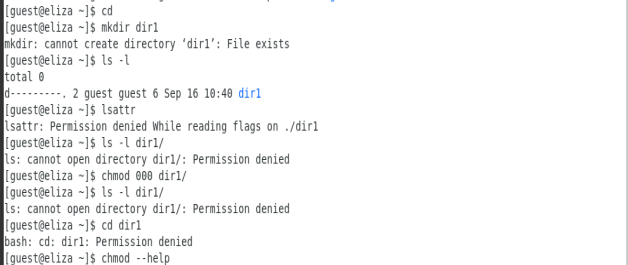 [guest@eliza ~]$ cd
[guest@eliza ~]$ mkdir dir1
mkdir: cannot create directory ‘dir1’: File exists
[guest@eliza ~]$ ls -l
total 0
d---------. 2 guest guest 6 Sep 16 10:40 dir1
[guest@eliza ~]$ lsattr
lsattr: Permission denied While reading flags on ./dir1
[guest@eliza ~]$ ls -l dir1/
ls: cannot open directory dir1/: Permission denied
[guest@eliza ~]$ chmod 000 dir1/
[guest@eliza ~]$ ls -l dir1/
ls: cannot open directory dir1/: Permission denied
[guest@eliza ~]$ cd dir1
bash: cd: dir1: Permission denied
[guest@eliza ~]$ chmod --help